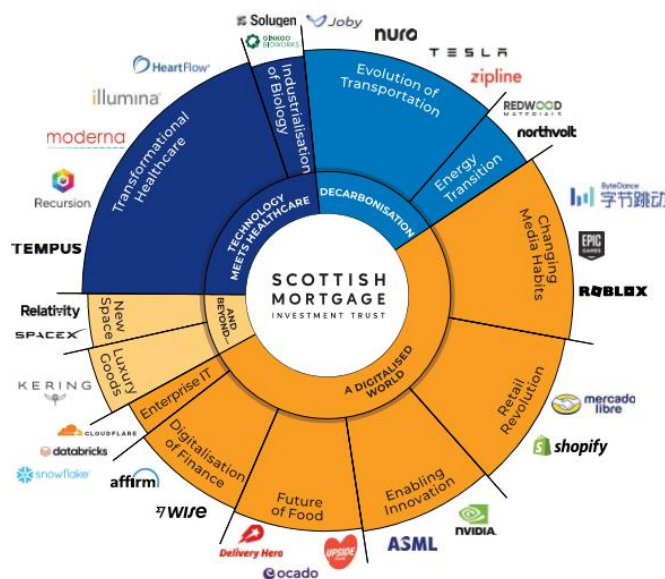 SCOTTISH
MORTGAGE
INVESTMENT TRUST
TECHNOLOGY
MEETS HEALTHCARE
DECARBONISATION
A DIGITALISED
WORLD
AND
BEYOND...
Transformational
Healthcare
Industrialisation
of Biology
Evolution of
Transportation
Energy
Transition
Changing
Media Habits
Retail
Revolution
Enabling
Innovation
Future
of Food
Digitalisation
of Finance
Enterprise IT
Luxury
Goods
New
Space
Solugen
GINKGO
BIOWORKS
Joby
nuro
TESLA
zipline
REDWOOD
MATERIALS
northvolt
ByteDance
字节跳动
EPIC
GAMES
ROBLOX
mercado
libre
shopify
NVIDIA
ASML
UPSIDE
ocado
Delivery Hero
wise
affirm
snowflake
databricks
CLOUDFLARE
KERING
SPACEX
Relativity
TEMPUS
Recursion
moderna
illumina
HeartFlow